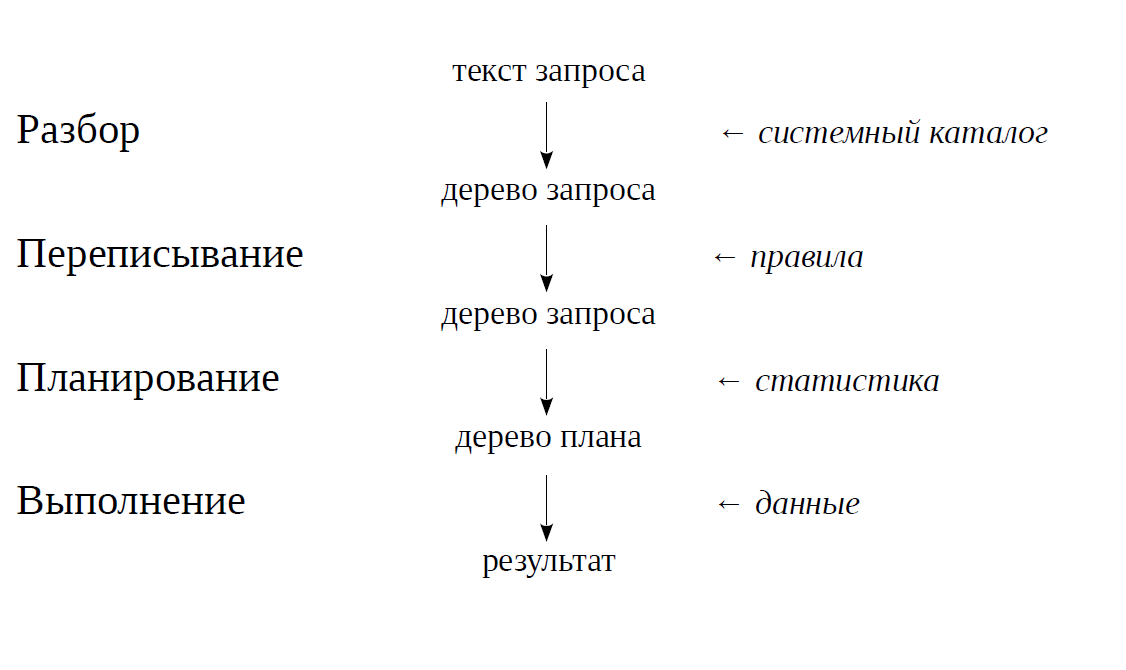 текст запроса
Разбор
← системный каталог
дерево запроса
Переписывание
← правила
дерево запроса
Планирование
← статистика
дерево плана
Выполнение
← данные
результат